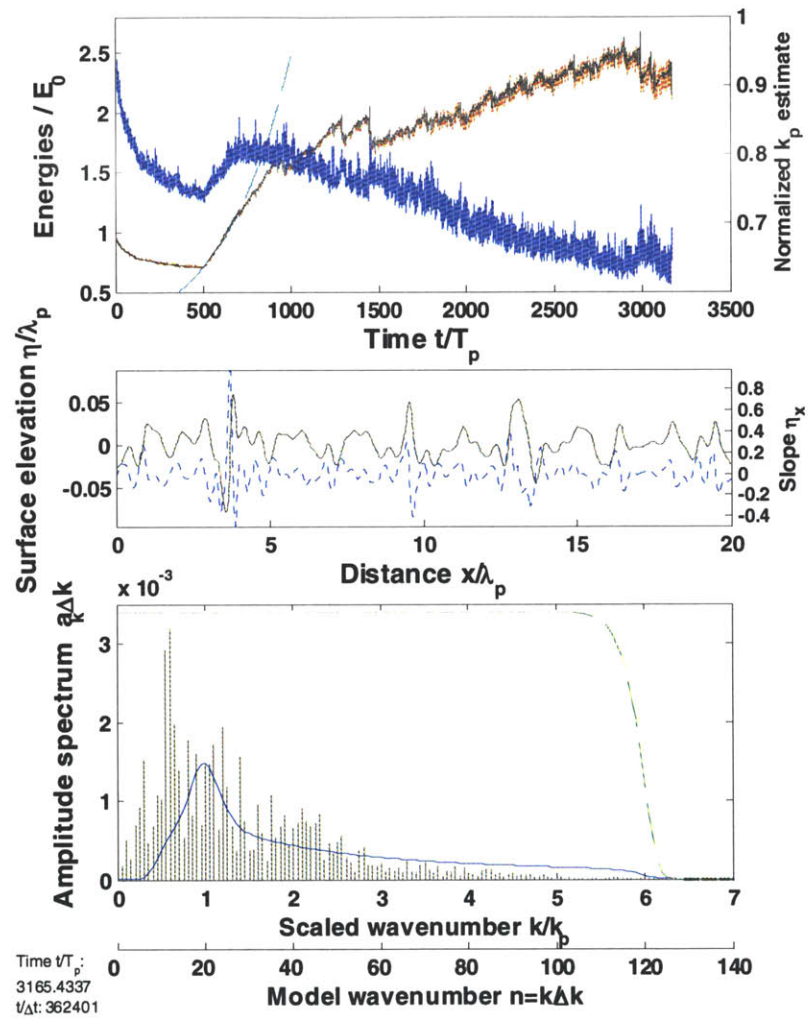 Energies / E0
2.5
2
1.5
1
0.5
1
0.9
0.8
0.7
Normalized kp estimate
0 500 1000 1500 2000 2500 3000 3500
Time t/Tp
Surface elevation η/λp
0.05
0
-0.05
0.8
0.6
0.4
0.2
0
-0.2
-0.4
Slope ηx
0 5 10 15 20
Distance x/λp
x 10-3
Amplitude spectrum akΔk
3
2
1
0
0 1 2 3 4 5 6 7
Scaled wavenumber k/kp
0 20 40 60 80 100 120 140
Model wavenumber n=k/Δk
Time t/Tp:
3165.4337
t/Δt: 362401